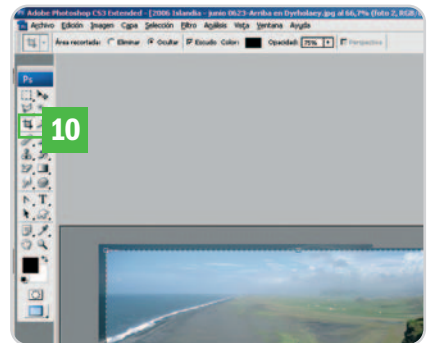 Adobe Photoshop CS3 Extended - [2006 Islandia - junio 0623-Arriba en Dyrholaey.jpg al 66,7% (foto 2, RGB/
Archivo Edición Imagen Capa Selección Filtro Análisis Vista Ventana Ayuda
Área recortada: Eliminar Ocultar Escudo Color: Opacidad: 75% Perspectiva
Ps
10
T